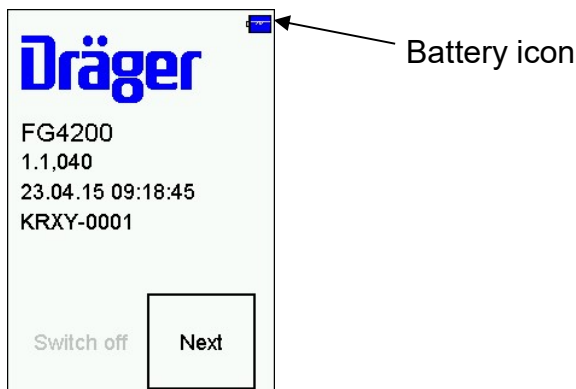 Battery icon
Dräger
FG4200
1.1,040
23.04.15 09:18:45
KRXY-0001
Switch off Next